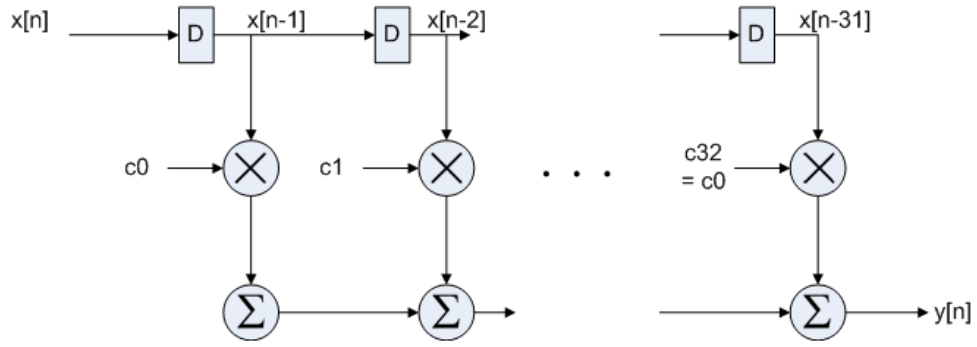 x[n] D x[n-1] D x[n-2] D x[n-31]
c0 c1 . . . c32
= c0
Σ Σ Σ y[n]